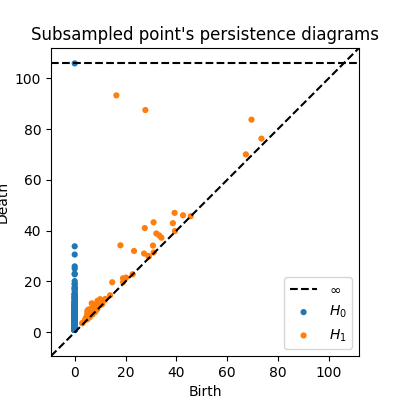 Subsampled point's persistence diagrams
100
80
60
40
20
0
Death
0 20 40 60 80 100
Birth
∞
H₀
H₁